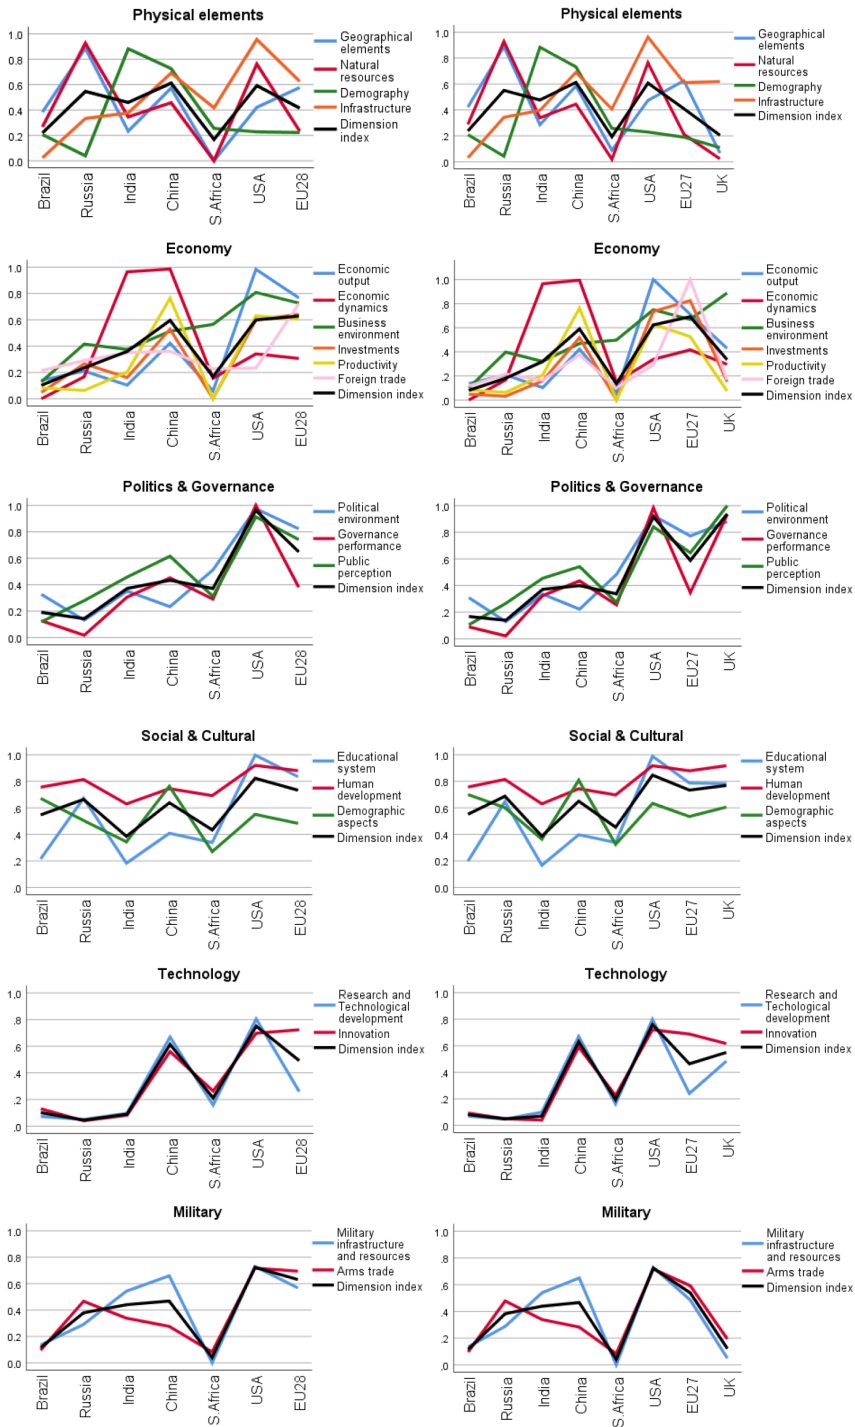 Physical elements
1.0
0.8
0.6
0.4
0.2
0.0
Geographical
elements
Natural
resources
Demography
Infrastructure
Dimension
index
Brazil
Russia
India
China
S.Africa
USA
EU28
Physical elements
1.0
.8
.6
.4
.2
.0
Geographical
elements
Natural
resources
Demography
Infrastructure
Dimension index
Brazil
Russia
India
China
S.Africa
USA
EU27
UK
Economy
1.0
0.8
0.6
0.4
0.2
0.0
Economic
output
Economic
dynamics
Business
environment
Investments
Productivity
Foreign trade
Dimension index
Brazil
Russia
India
China
S.Africa
USA
EU28
Economy
1.0
.8
.6
.4
.2
.0
Economic
output
Economic
dynamics
Business
environment
Investments
Productivity
Foreign trade
Dimension index
Brazil
Russia
India
China
S.Africa
USA
EU27
UK
Politics & Governance
1.0
0.8
0.6
0.4
0.2
0.0
Political
environment
Governance
performance
Public
perception
Dimension index
Brazil
Russia
India
China
S.Africa
USA
EU28
Politics & Governance
1.0
.8
.6
.4
.2
.0
Political
environment
Governance
performance
Public
perception
Dimension index
Brazil
Russia
India
China
S.Africa
USA
EU27
UK
Social & Cultural
1.0
.8
.6
.4
.2
.0
Educational
system
Human
development
Demographic
aspects
Dimension index
Brazil
Russia
India
China
S.Africa
USA
EU28
Social & Cultural
1.0
.8
.6
.4
.2
.0
Educational
system
Human
development
Demographic
aspects
Dimension index
Brazil
Russia
India
China
S.Africa
USA
EU27
UK
Technology
1.0
.8
.6
.4
.2
.0
Research and
Technological
development
Innovation
Dimension index
Brazil
Russia
India
China
S.Africa
USA
EU28
Technology
1.0
.8
.6
.4
.2
.0
Research and
Techological
development
Innovation
Dimension index
Brazil
Russia
India
China
S.Africa
USA
EU27
UK
Military
1.0
0.8
0.6
0.4
0.2
0.0
Military
infrastructure
and resources
Arms trade
Dimension index
Brazil
Russia
India
China
S.Africa
USA
EU28
Military
1.0
.8
.6
.4
.2
.0
Military
infrastructure
and resources
Arms trade
Dimension index
Brazil
Russia
India
China
S.Africa
USA
EU27
UK